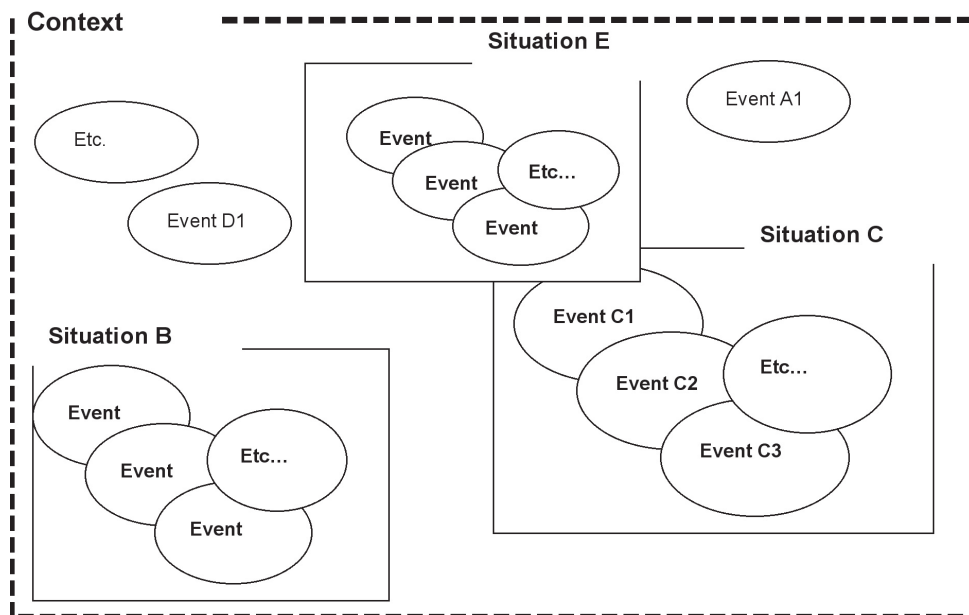 Context
Situation E
Event A1
Etc.
Event D1
Event
Event
Etc...
Event
Situation C
Event C1
Event C2
Etc...
Event C3
Situation B
Event
Event
Etc...
Event